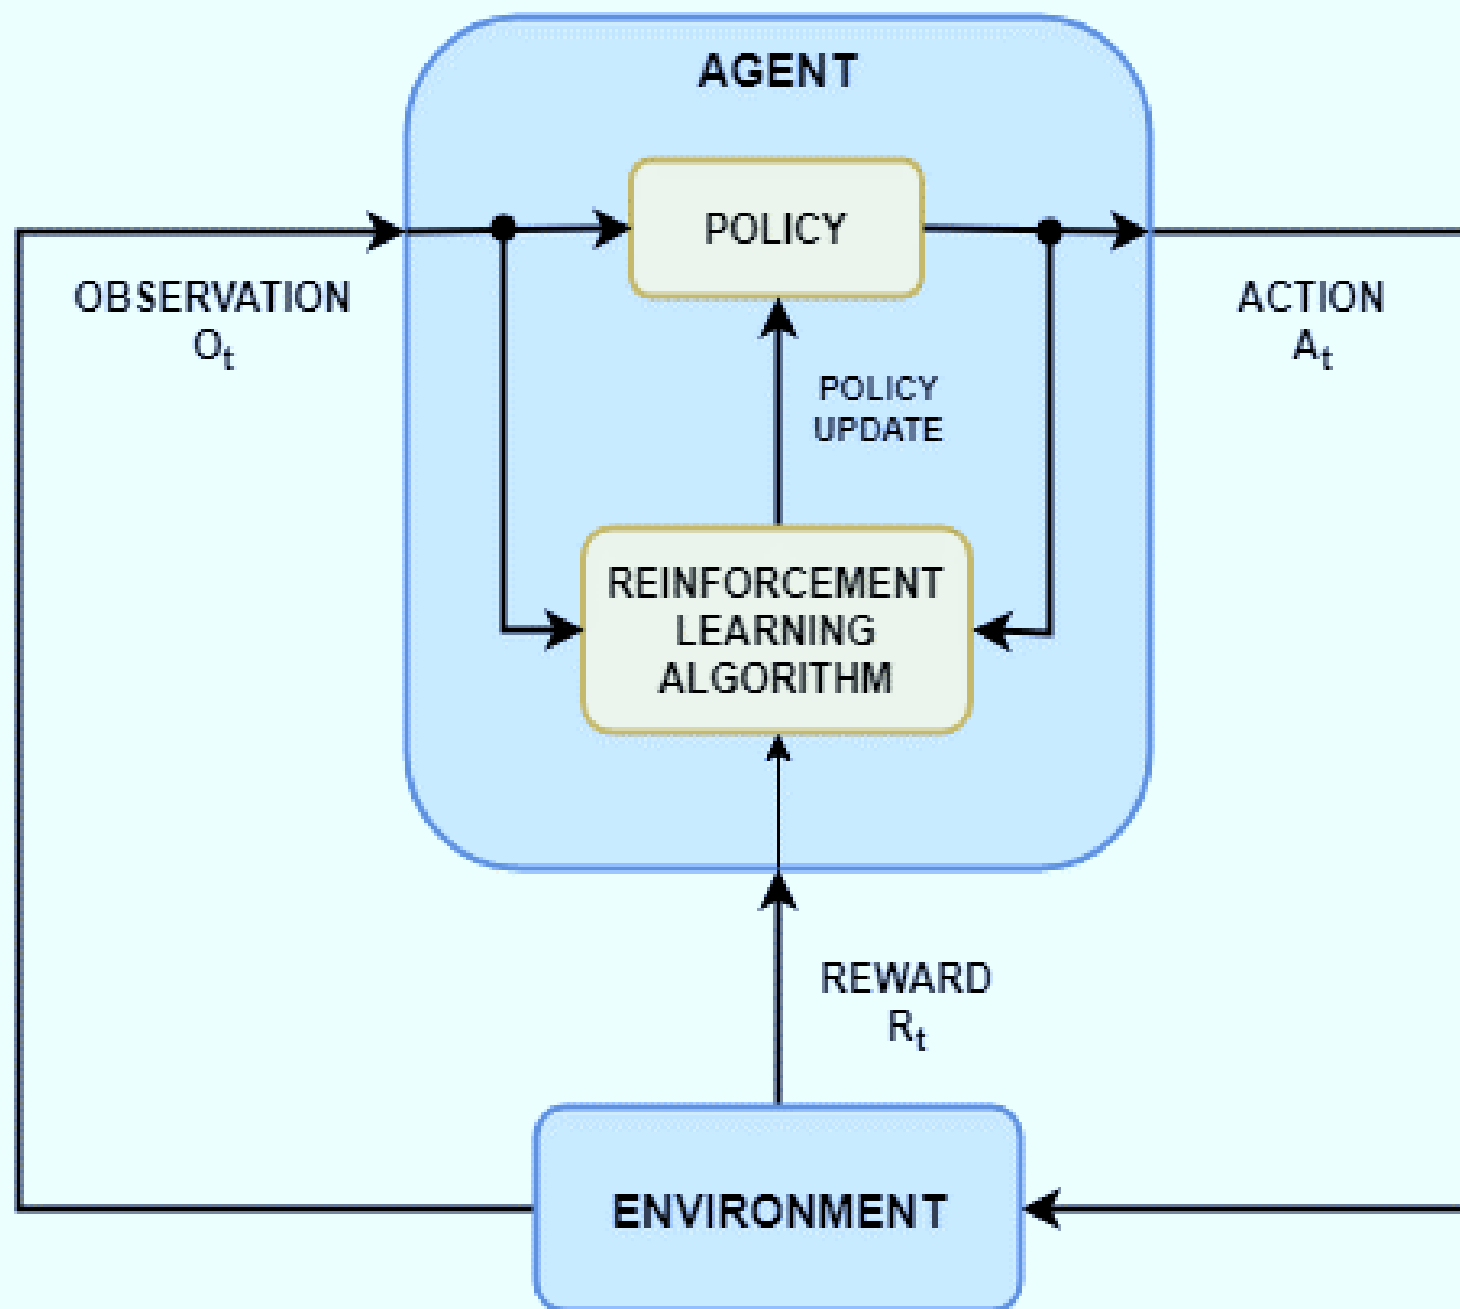 AGENT
POLICY
OBSERVATION
Oₜ
ACTION
Aₜ
POLICY
UPDATE
REINFORCEMENT
LEARNING
ALGORITHM
REWARD
Rₜ
ENVIRONMENT